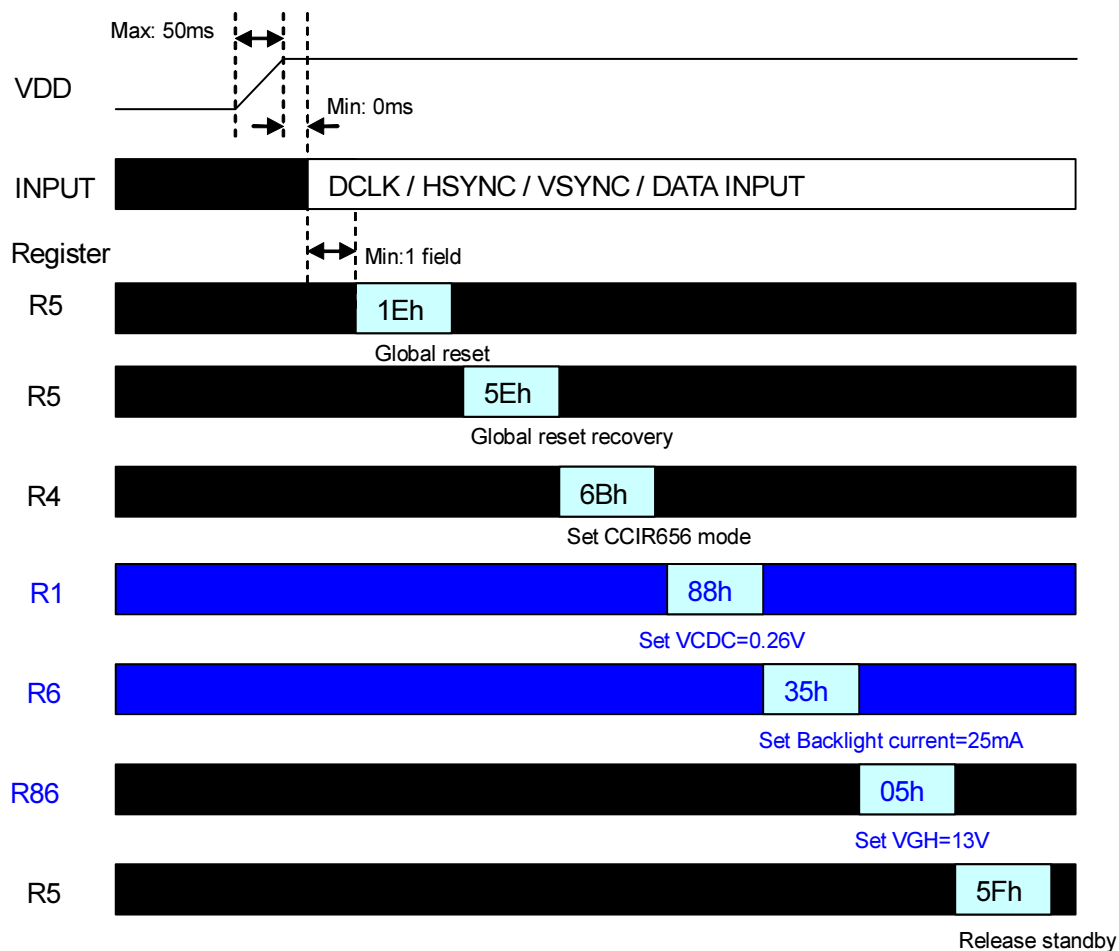 Max: 50ms
VDD
Min: 0ms
INPUT
DCLK / HSYNC / VSYNC / DATA INPUT
Register
Min:1 field
R5
1Eh
Global reset
R5
5Eh
Global reset recovery
R4
6Bh
Set CCIR656 mode
R1
88h
Set VCDC=0.26V
R6
35h
Set Backlight current=25mA
R86
05h
Set VGH=13V
R5
5Fh
Release standby